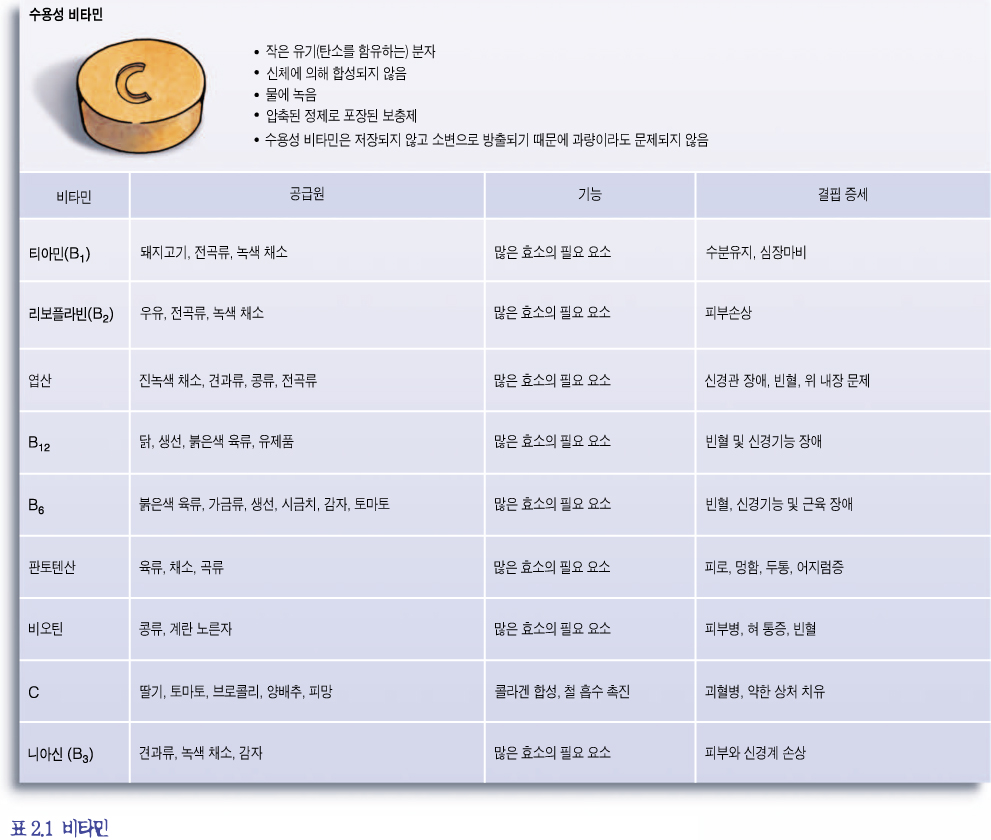 수용성 비타민
C
• 작은 유기(탄소를 함유하는) 분자
• 신체에 의해 합성되지 않음
• 물에 녹음
• 압축된 정제로 포장된 보충제
• 수용성 비타민은 저장되지 않고 소변으로 방출되기 때문에 과량이라도 문제되지 않음
비타민 공급원 기능 결핍 증세
티아민(B1) 돼지고기, 전곡류, 녹색 채소 많은 효소의 필요 요소 수분유지, 심장마비
리보플라빈(B2) 우유, 전곡류, 녹색 채소 많은 효소의 필요 요소 피부손상
엽산 진녹색 채소, 견과류, 콩류, 전곡류 많은 효소의 필요 요소 신경관 장애, 빈혈, 위 내장 문제
B12 닭, 생선, 붉은색 육류, 유제품 많은 효소의 필요 요소 빈혈 및 신경기능 장애
B6 붉은색 육류, 가금류, 생선, 시금치, 감자, 토마토 많은 효소의 필요 요소 빈혈, 신경기능 및 근육 장애
판토텐산 육류, 채소, 곡류 많은 효소의 필요 요소 피로, 멍함, 두통, 어지럼증
비오틴 콩류, 계란 노른자 많은 효소의 필요 요소 피부병, 혀 통증, 빈혈
C 딸기, 토마토, 브로콜리, 양배추, 피망 콜라겐 합성, 철 흡수 촉진 괴혈병, 약한 상처 치유
니아신 (B3) 견과류, 녹색 채소, 감자 많은 효소의 필요 요소 피부와 신경계 손상
표 2.1 비타민